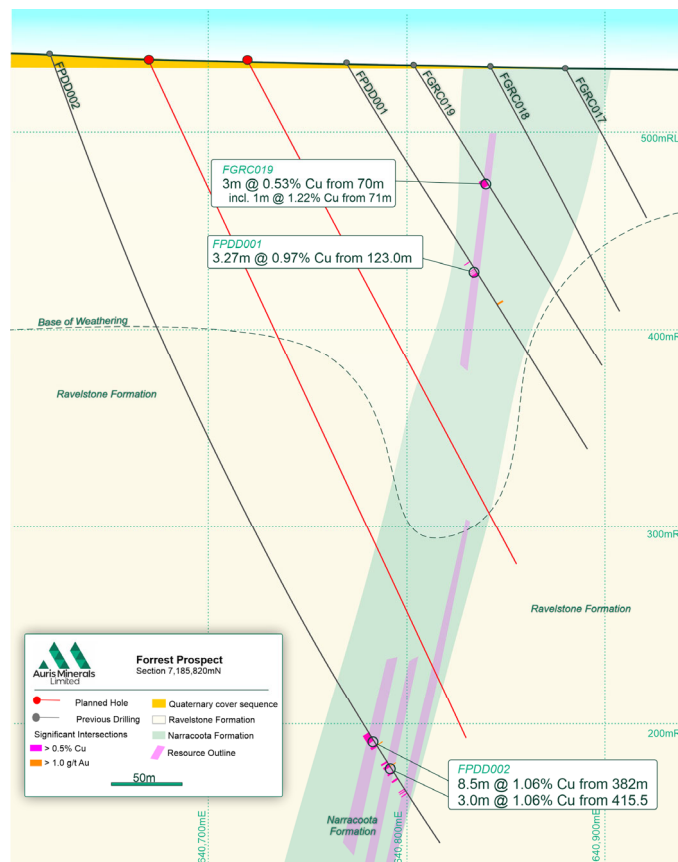 FPDD002
FPDD001
FGRC019
FGRC018
FGRC017
500mRL
FGRC019
3m @ 0.53% Cu from 70m
incl. 1m @ 1.22% Cu from 71m
FPDD001
3.27m @ 0.97% Cu from 123.0m
Base of Weathering
400mR
Ravelstone Formation
300mR
Ravelstone Formation
200mR
Auris Minerals
Limited
Forrest Prospect
Section 7,185,820mN
Planned Hole
Previous Drilling
Significant Intersections
> 0.5% Cu
> 1.0 g/t Au
Quaternary cover sequence
Ravelstone Formation
Narracoota Formation
Resource Outline
50m
FPDD002
8.5m @ 1.06% Cu from 382m
3.0m @ 1.06% Cu from 415.5
Narracoota
Formation
640,700mE
640,800mE
640,900mE